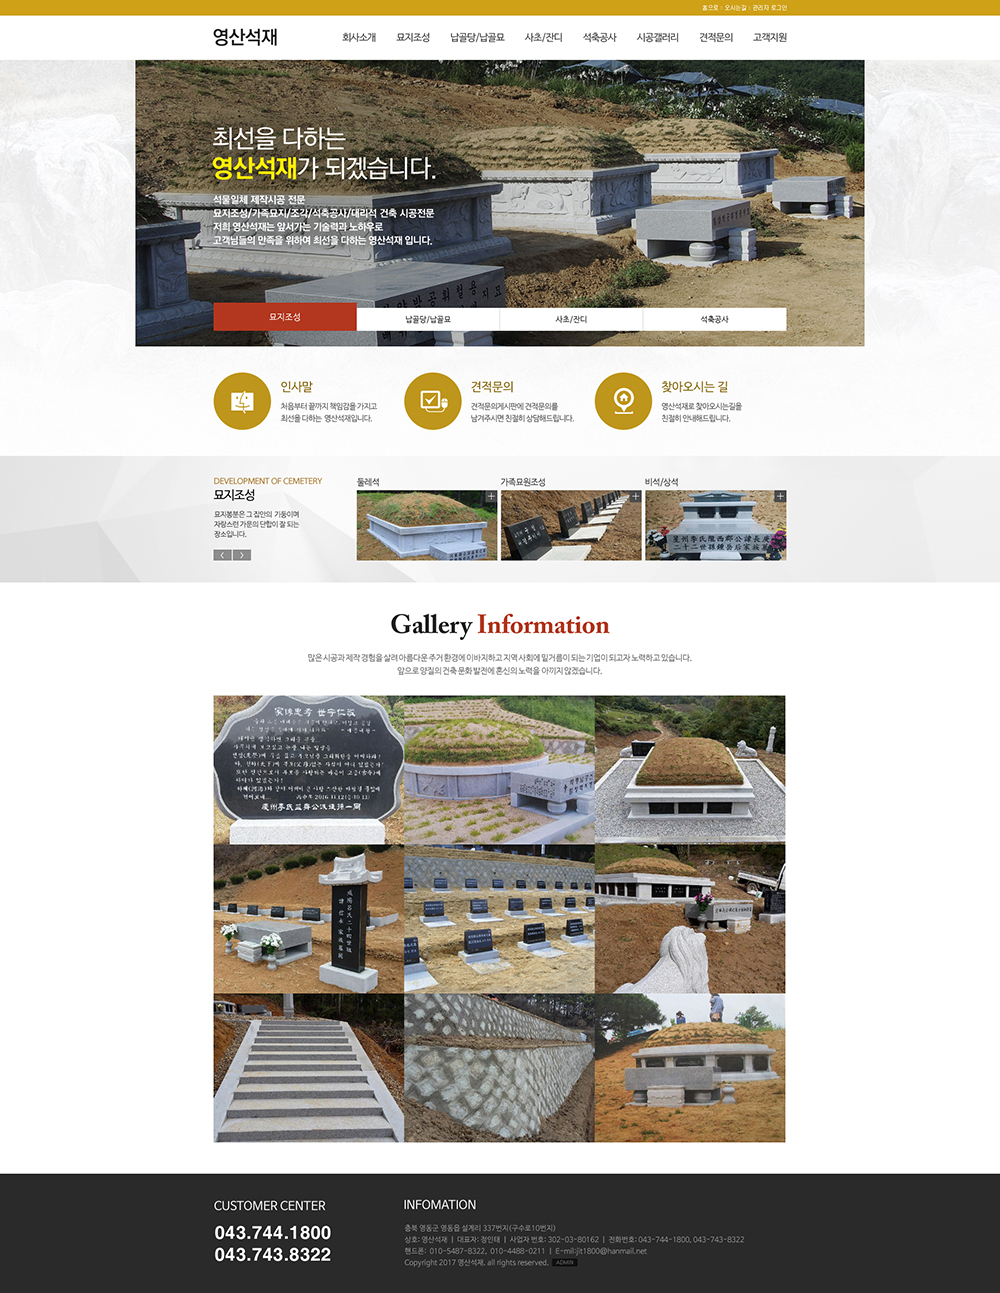 홈으로 : 오시는길 : 관리자 로그인
영산석재
회사소개 묘지조성 납골당/납골묘 사초/잔디 석축공사 시공갤러리 견적문의 고객지원
최선을 다하는
영산석재가 되겠습니다.
석물일체 제작시공 전문
묘지조성/가족묘지/조각/석축공사/대리석 건축 시공전문
저희 영산석재는 앞서가는 기술력과 노하우로
고객님들의 만족을 위하여 최선을 다하는 영산석재 입니다.
묘지조성 납골당/납골묘 사초/잔디 석축공사
인사말
처음부터 끝까지 책임감을 가지고
최선을 다하는 영산석재입니다.
견적문의
견적문의게시판에 견적문의를
남겨주시면 친절히 상담해드립니다.
찾아오시는 길
영산석재로 찾아오시는길을
친절히 안내해드립니다.
DEVELOPMENT OF CEMETERY
묘지조성
묘지봉분은 그 집안의 기둥이며
자랑스런 가문의 단합이 잘 되는
장소입니다.
둘레석
가족묘원조성
비석/상석
慶州李氏
Gallery Information
많은 시공과 제작 경험을 살려 아름다운 주거 환경에 이바지하고 지역 사회에 밑거름이 되는 기업이 되고자 노력하고 있습니다.
앞으로 양질의 건축 문화 발전에 혼신의 노력을 아끼지 않겠습니다.
CUSTOMER CENTER
043.744.1800
043.743.8322
INFOMATION
충북 영동군 영동읍 설계리 337번지(구수로10번지)
상호: 영산석재 | 대표자: 정인태 | 사업자 번호: 302-03-80162 | 전화번호: 043-744-1800, 043-743-8322
핸드폰: 010-5487-8322, 010-4488-0211 | E-mil:jlt1800@hanmail.net
Copyright 2017 영산석재. all rights reserved. ADMIN